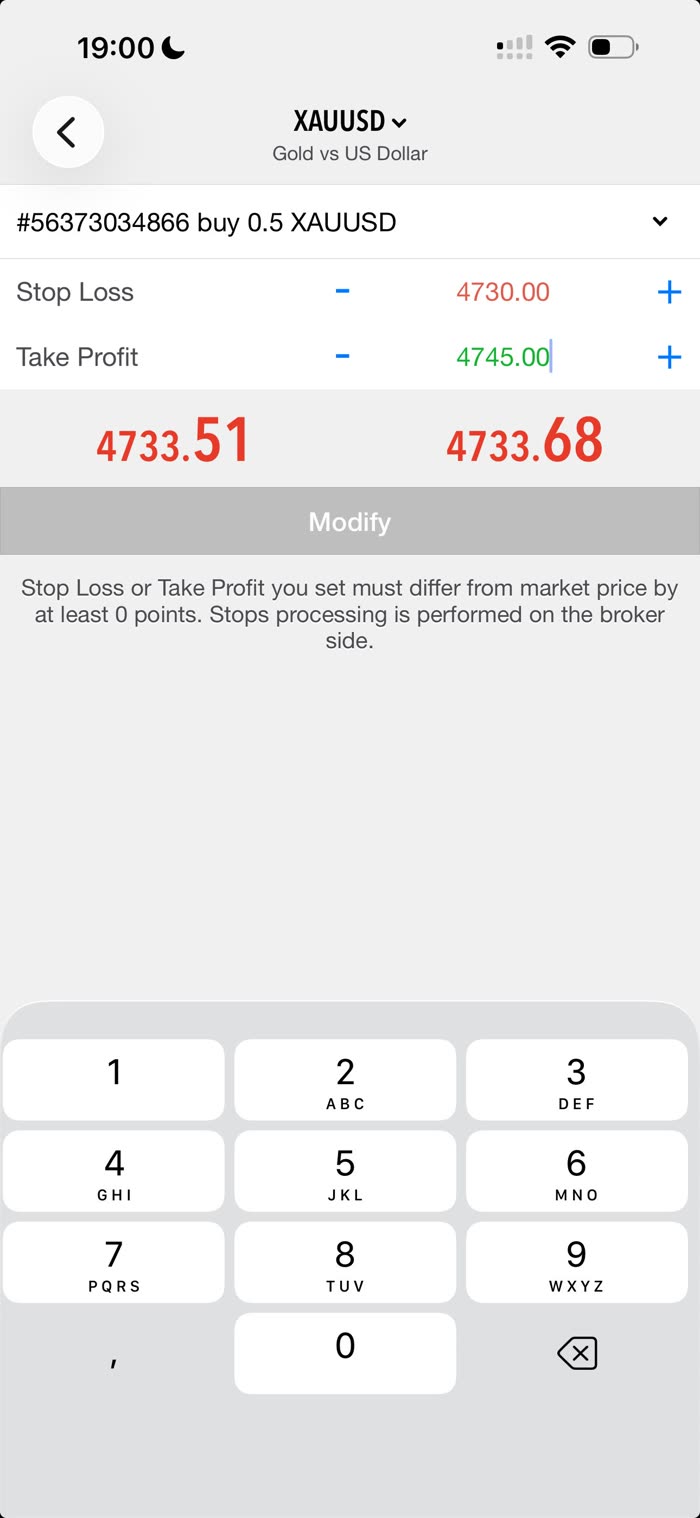 19:00
XAUUSD
Gold vs US Dollar
#56373034866 buy 0.5 XAUUSD
Stop Loss - 4730.00 +
Take Profit - 4745.00 +
4733.51 4733.68
Modify
Stop Loss or Take Profit you set must differ from market price by
at least 0 points. Stops processing is performed on the broker
side.
1 2 3
ABC DEF
4 5 6
GHI JKL MNO
7 8 9
PQRS TUV WXYZ
, 0